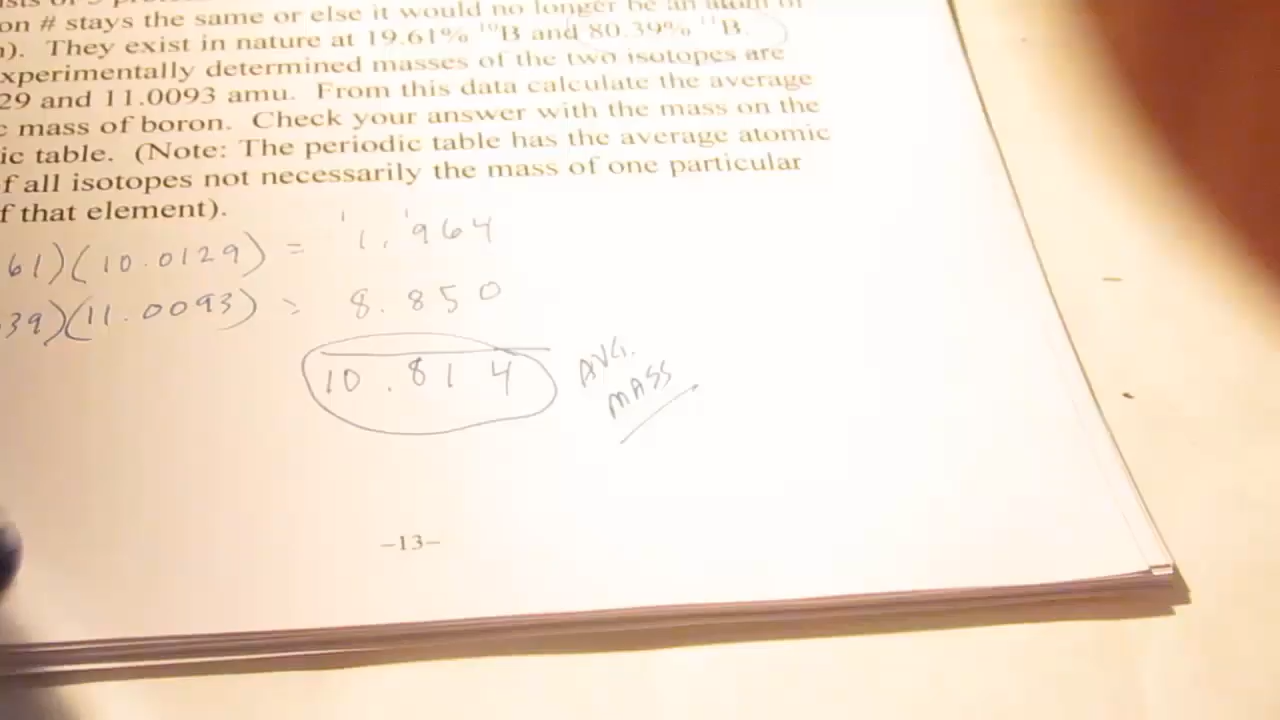 on # stays the same or else it would no longer be an atom of
n). They exist in nature at 19.61% ¹⁰B and 80.39% ¹¹B.
xperimentally determined masses of the two isotopes are
29 and 11.0093 amu. From this data calculate the average
c mass of boron. Check your answer with the mass on the
ic table. (Note: The periodic table has the average atomic
f all isotopes not necessarily the mass of one particular
f that element).
61)(10.0129) = 1.964
39)(11.0093) = 8.850
10.814 AVG. MASS
-13-